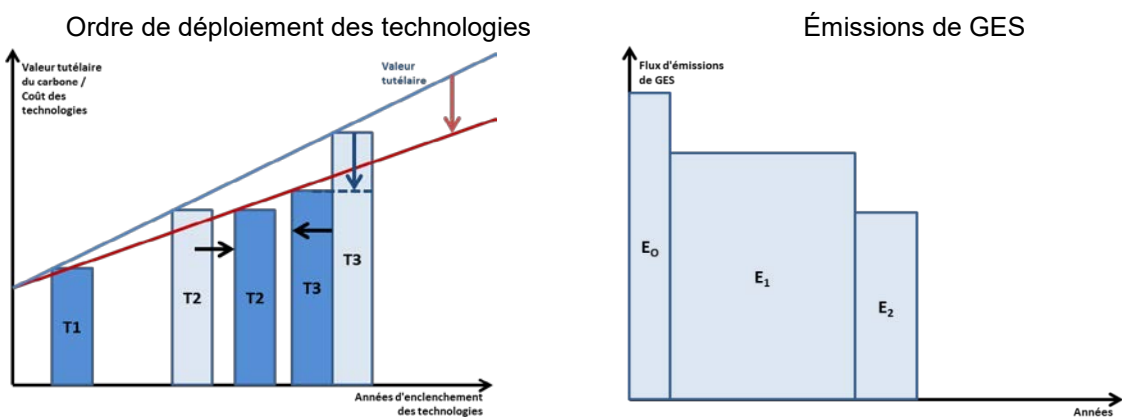 Ordre de déploiement des technologies
Valeur tutélaire
du carbone /
Coût des
technologies
Valeur
tutélaire
T1
T2
T2
T3
T3
Années d'enclenchement
des technologies
Émissions de GES
Flux d'émissions
de GES
E₀
E₁
E₂
Années